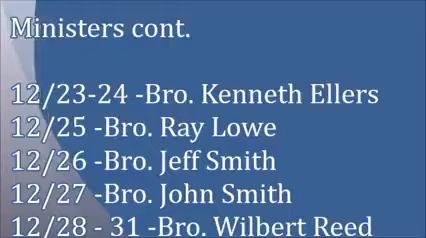 Ministers cont.
12/23-24 -Bro. Kenneth Ellers
12/25 -Bro. Ray Lowe
12/26 -Bro. Jeff Smith
12/27 -Bro. John Smith
12/28 - 31 -Bro. Wilbert Reed